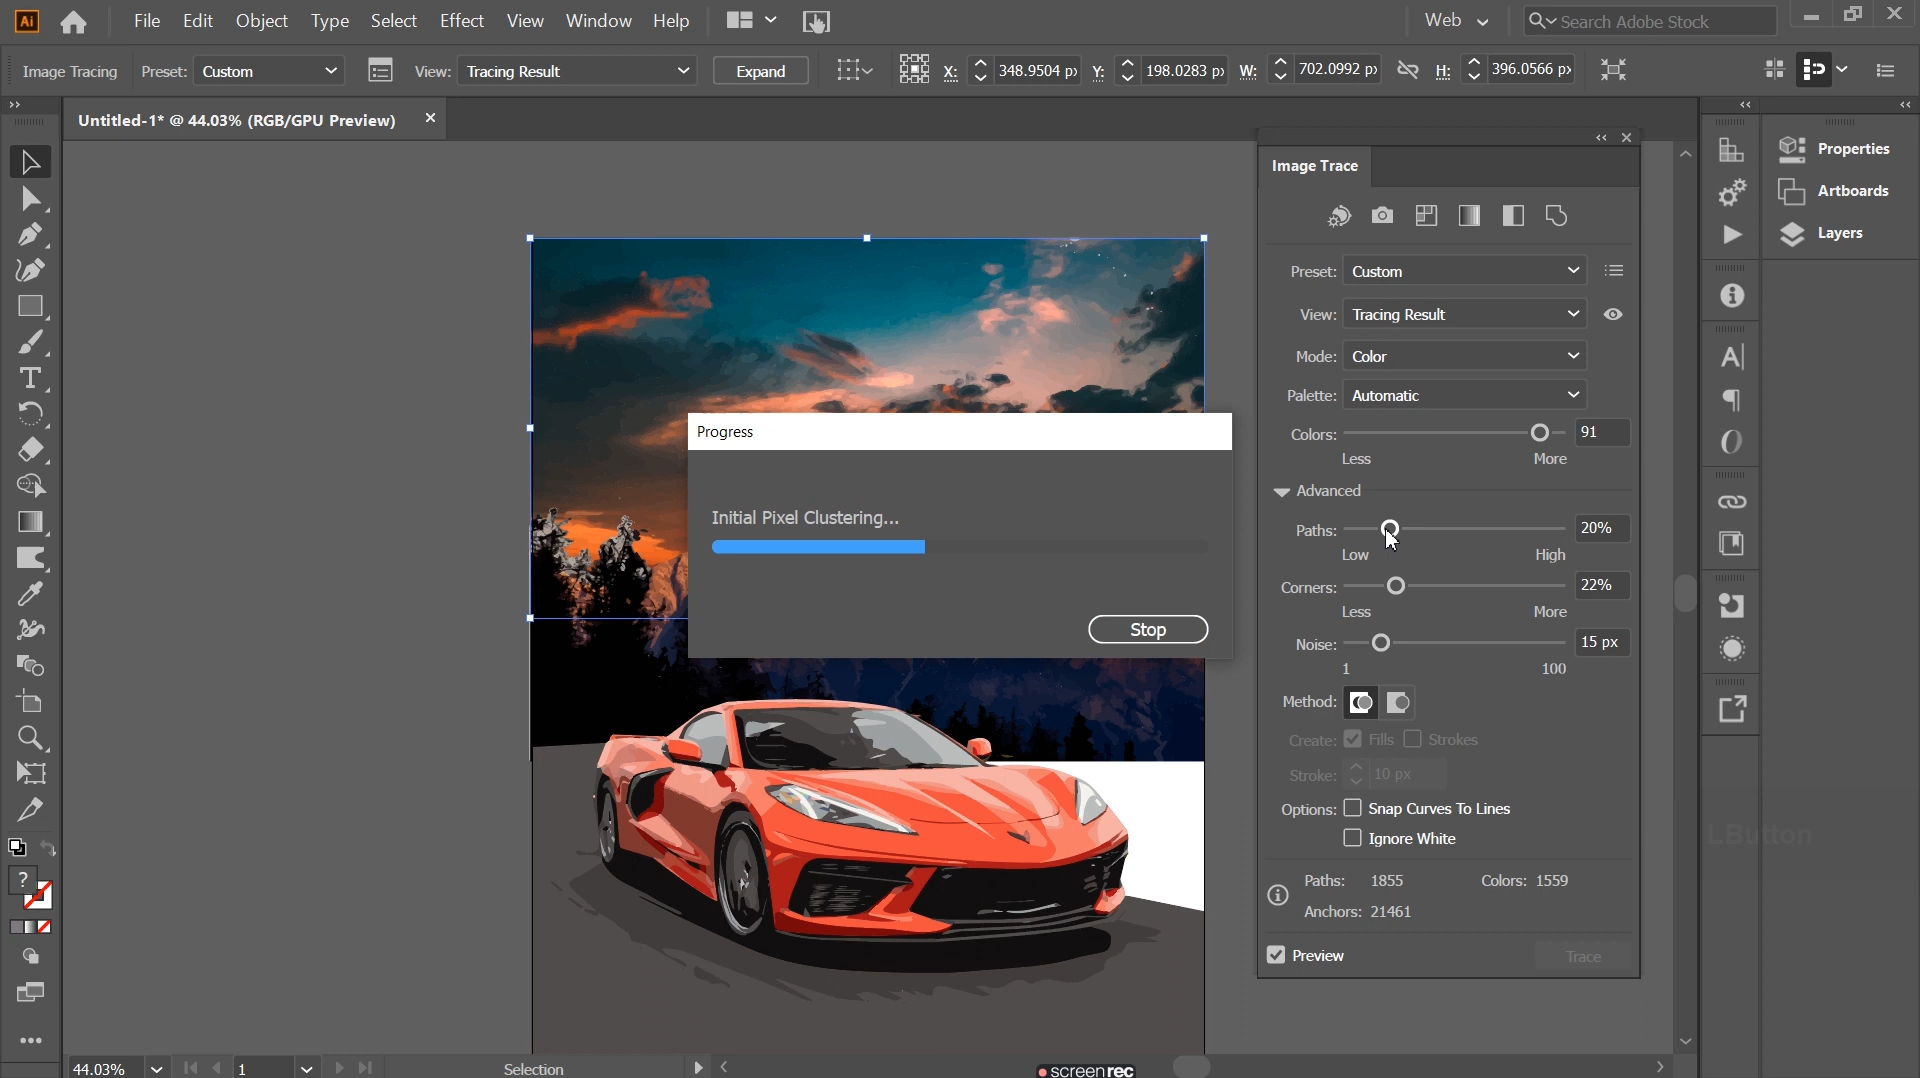 Ai File Edit Object Type Select Effect View Window Help Web Search Adobe Stock
Image Tracing Preset: Custom View: Tracing Result Expand X: 348.9504 px Y: 198.0283 px W: 702.0992 px H: 396.0566 px
Untitled-1* @ 44.03% (RGB/GPU Preview)
Image Trace
Preset: Custom
View: Tracing Result
Mode: Color
Palette: Automatic
Colors: 91
Less More
Advanced
Paths: 20%
Low High
Corners: 22%
Less More
Noise: 15 px
1 100
Method:
Create: Fills Strokes
Stroke: 10 px
Options: Snap Curves To Lines
Ignore White
Paths: 1855 Colors: 1559
Anchors: 21461
Preview Trace
Progress
Initial Pixel Clustering...
Stop
Properties
Artboards
Layers
LButton
44.03% 1 Selection
screenrec